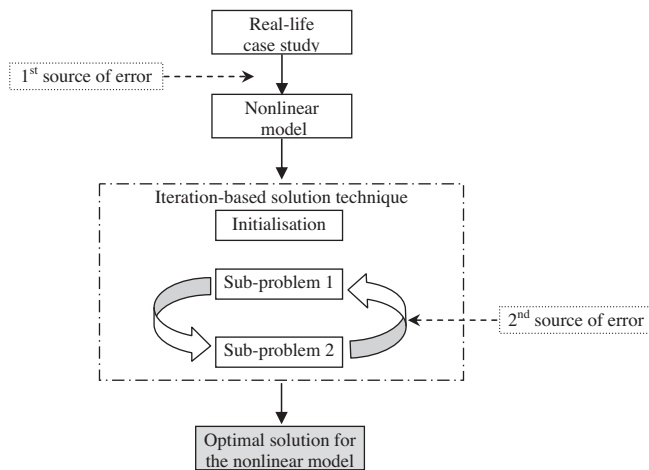 Real-life
case study
1st source of error
Nonlinear
model
Iteration-based solution technique
Initialisation
Sub-problem 1
2nd source of error
Sub-problem 2
Optimal solution for
the nonlinear model